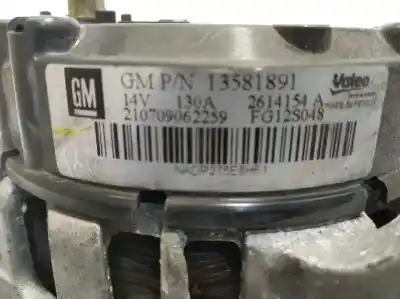 GM
GM P/N 13581891
Valeo
14V 130A 2614154 A
210709062259 FG12S048